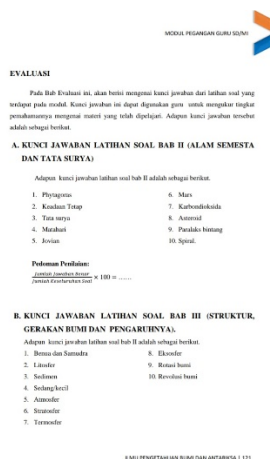 MODUL PEGANGAN GURU SD/MI
EVALUASI
Pada Bab Evaluasi ini, akan berisi mengenai kunci jawaban dari latihan soal yang
terdapat pada modul. Kunci jawaban ini dapat digunakan guru untuk mengukur tingkat
pemahamannya mengenai materi yang telah dipelajari. Adapun kunci jawaban tersebut
adalah sebagai berikut.
A. KUNCI JAWABAN LATIHAN SOAL BAB II (ALAM SEMESTA
DAN TATA SURYA)
Adapun kunci jawaban latihan soal bab II adalah sebagai berikut.
1. Phytagoras
2. Keadaan Tetap
3. Tata surya
4. Matahari
5. Jovian
6. Mars
7. Karbondioksida
8. Asteroid
9. Paralaks bintang
10. Spiral.
Pedoman Penilaian:
Jumlah Jawaban Benar
Jumlah Keseluruhan Soal × 100 = ……
B. KUNCI JAWABAN LATIHAN SOAL BAB III (STRUKTUR,
GERAKAN BUMI DAN PENGARUHNYA).
Adapun kunci jawaban latihan soal bab II adalah sebagai berikut.
1. Benua dan Samudra
2. Litosfer
3. Sedimen
4. Sedang/kecil
5. Atmosfer
6. Stratosfer
7. Termosfer
8. Eksosfer
9. Rotasi bumi
10. Revolusi bumi
ILMU PENGETAHUAN BUMI DAN ANTARIKSA | 121